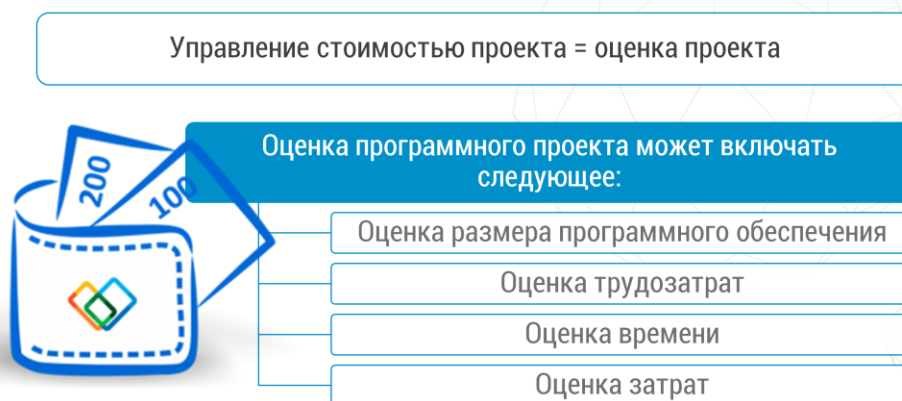 Управление стоимостью проекта = оценка проекта
Оценка программного проекта может включать
следующее:
200
100
Оценка размера программного обеспечения
Оценка трудозатрат
Оценка времени
Оценка затрат